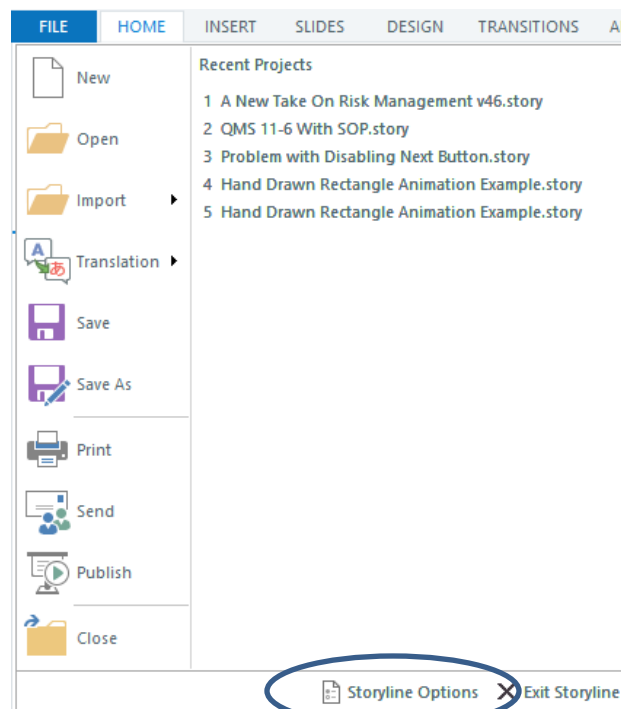 FILE HOME INSERT SLIDES DESIGN TRANSITIONS
New
Open
Import
Translation
Save
Save As
Print
Send
Publish
Close
Recent Projects
1 A New Take On Risk Management v46.story
2 QMS 11-6 With SOP.story
3 Problem with Disabling Next Button.story
4 Hand Drawn Rectangle Animation Example.story
5 Hand Drawn Rectangle Animation Example.story
Storyline Options Exit Storyline